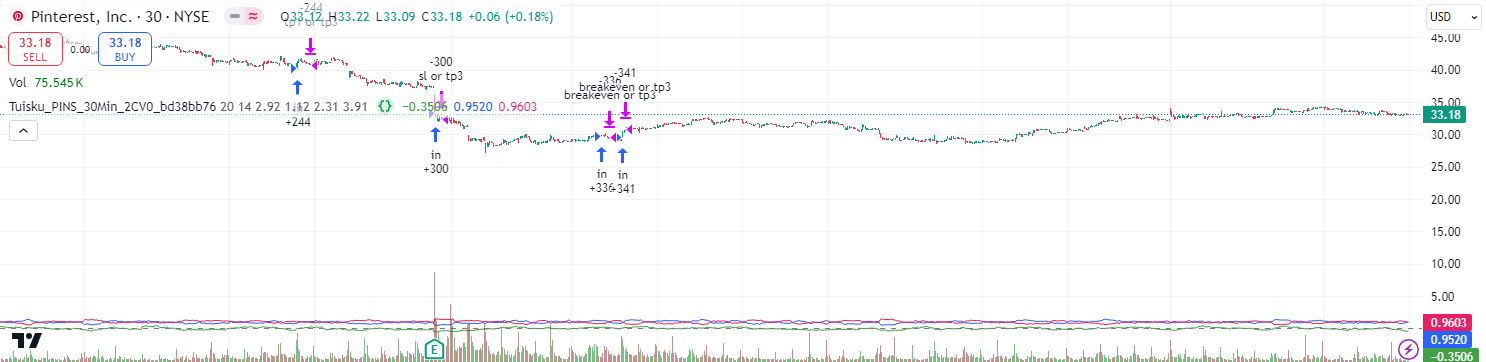 Pinterest, Inc. · 30 · NYSE O33.12 H33.22 L33.09 C33.18 +0.06 (+0.18%)
-244
tp1 or tp3
USD
33.18
SELL
0.00
33.18
BUY
Vol 75.545 K
Tuisku_PINS_30Min_2CV0_bd38bb76 20 14 2.92 1.12 2.31 3.91 −0.3506 0.9520 0.9603
+244
-300
sl or tp3
in
+300
-336
breakeven or tp3
-341
breakeven or tp3
in
+336
in
+341
45.00
40.00
35.00
33.18
30.00
25.00
20.00
15.00
10.00
5.00
0.9603
0.9520
−0.3506
E